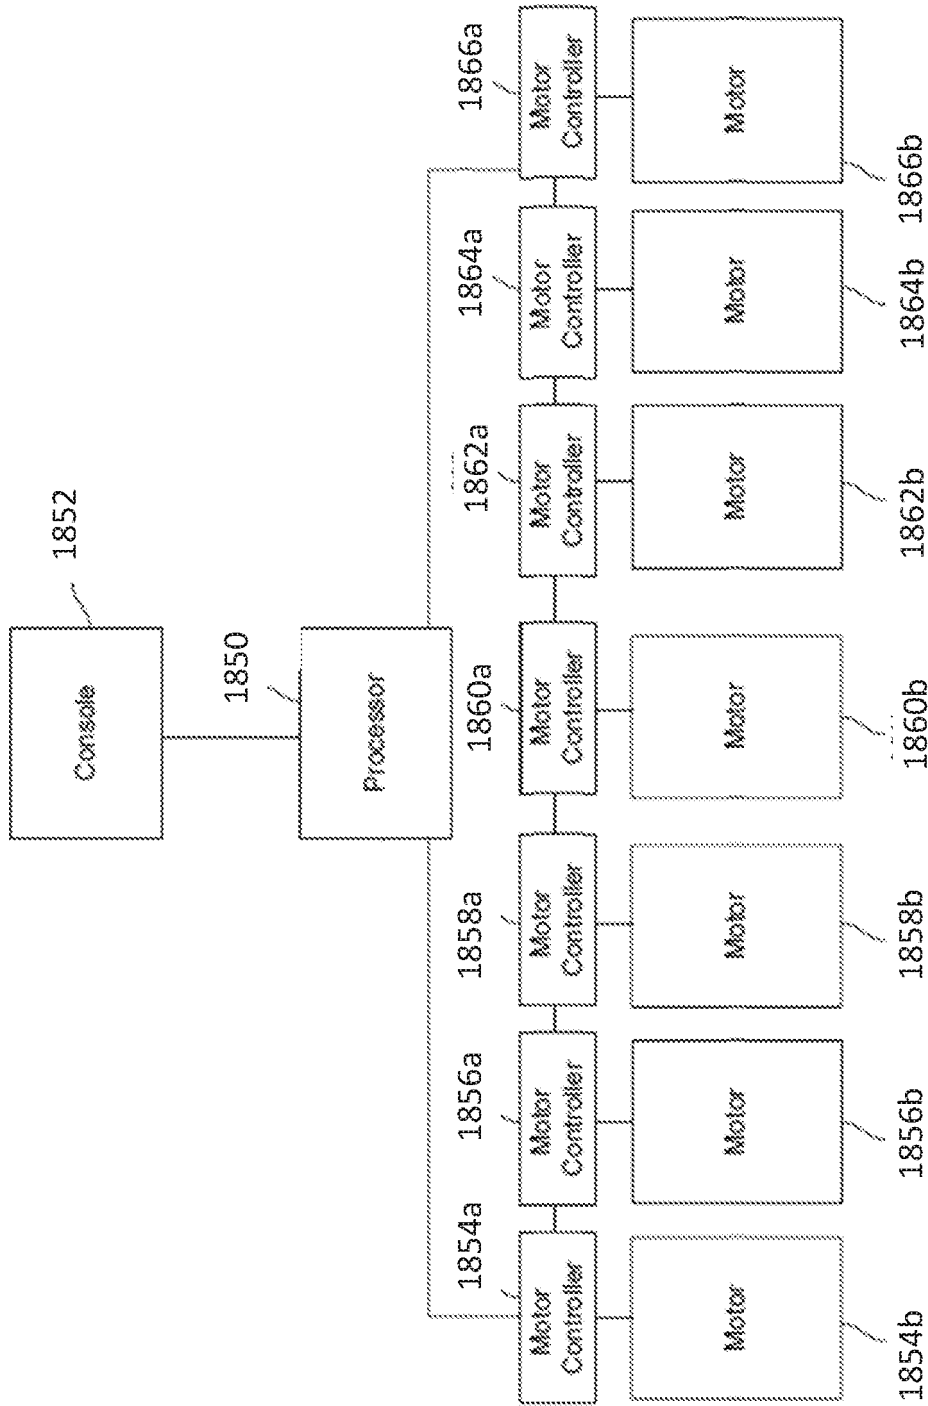 Console
1852
1850
Processor
1854a
1856a
1858a
1860a
1862a
1864a
1866a
Motor
Controller
Motor
Controller
Motor
Controller
Motor
Controller
Motor
Controller
Motor
Controller
Motor
Controller
Motor
Motor
Motor
Motor
Motor
Motor
Motor
1854b
1856b
1858b
1860b
1862b
1864b
1866b